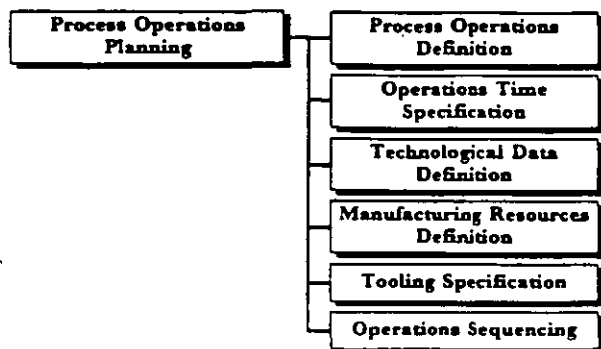 Process Operations
Planning
Process Operations
Definition
Operations Time
Specification
Technological Data
Definition
Manufacturing Resources
Definition
Tooling Specification
Operations Sequencing